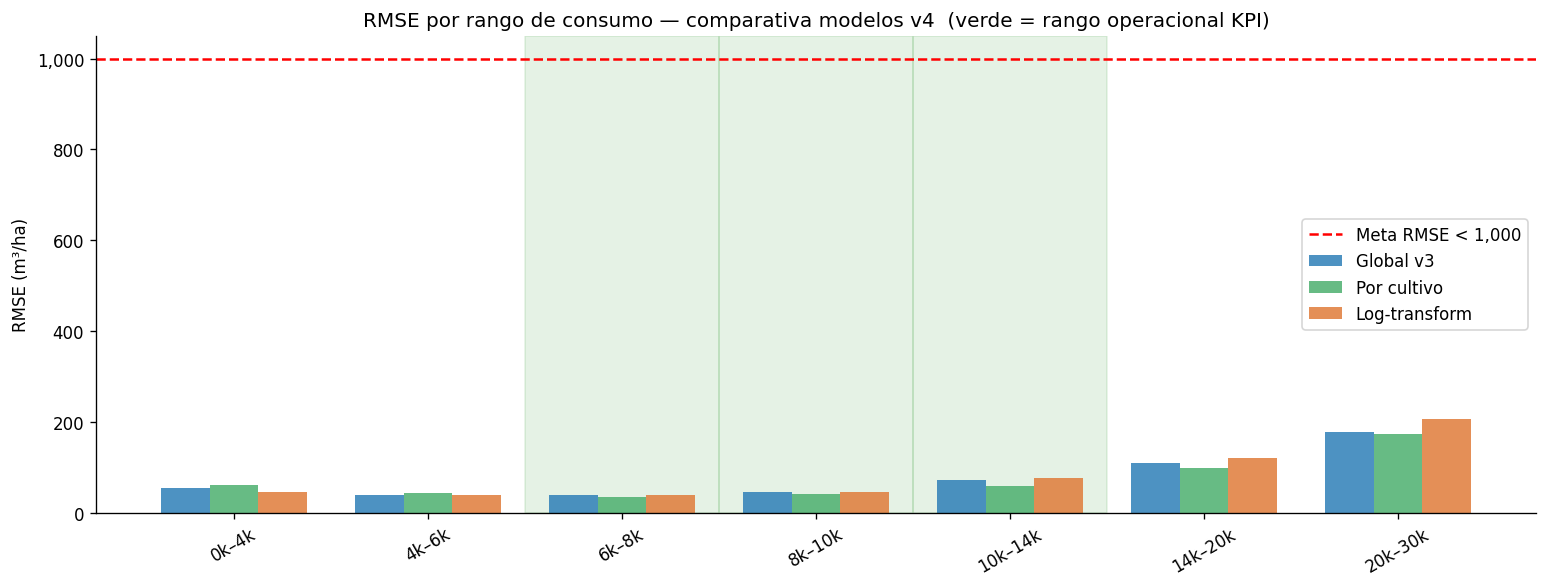 RMSE por rango de consumo — comparativa modelos v4  (verde = rango operacional KPI)
RMSE (m³/ha)
1,000
800
600
400
200
0
Meta RMSE < 1,000
Global v3
Por cultivo
Log-transform
0k–4k
4k–6k
6k–8k
8k–10k
10k–14k
14k–20k
20k–30k